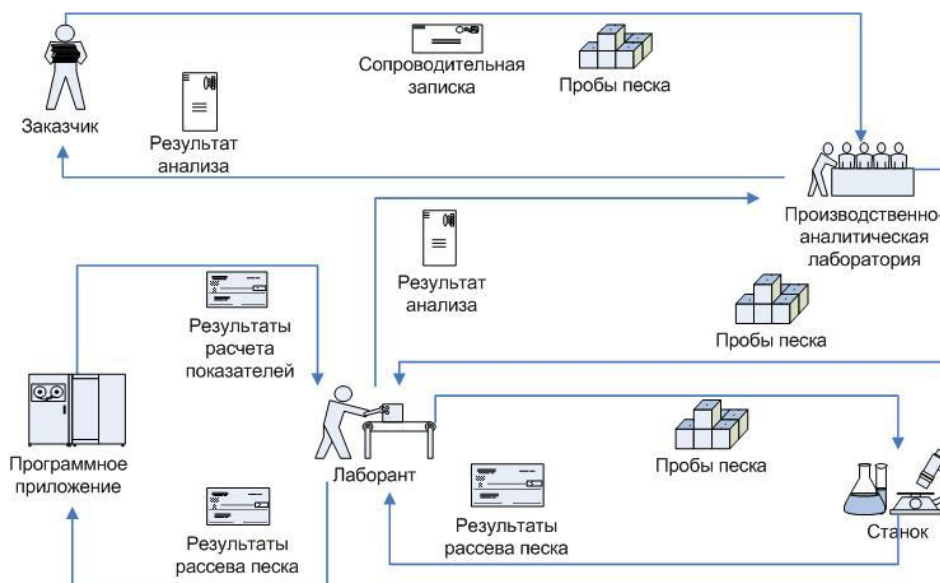 Заказчик
Результат
анализа
Сопроводительная
записка
Пробы песка
Производственно-
аналитическая
лаборатория
Результат
анализа
Пробы песка
Результаты
расчета
показателей
Программное
приложение
Лаборант
Пробы песка
Результаты
рассева песка
Результаты
рассева песка
Станок